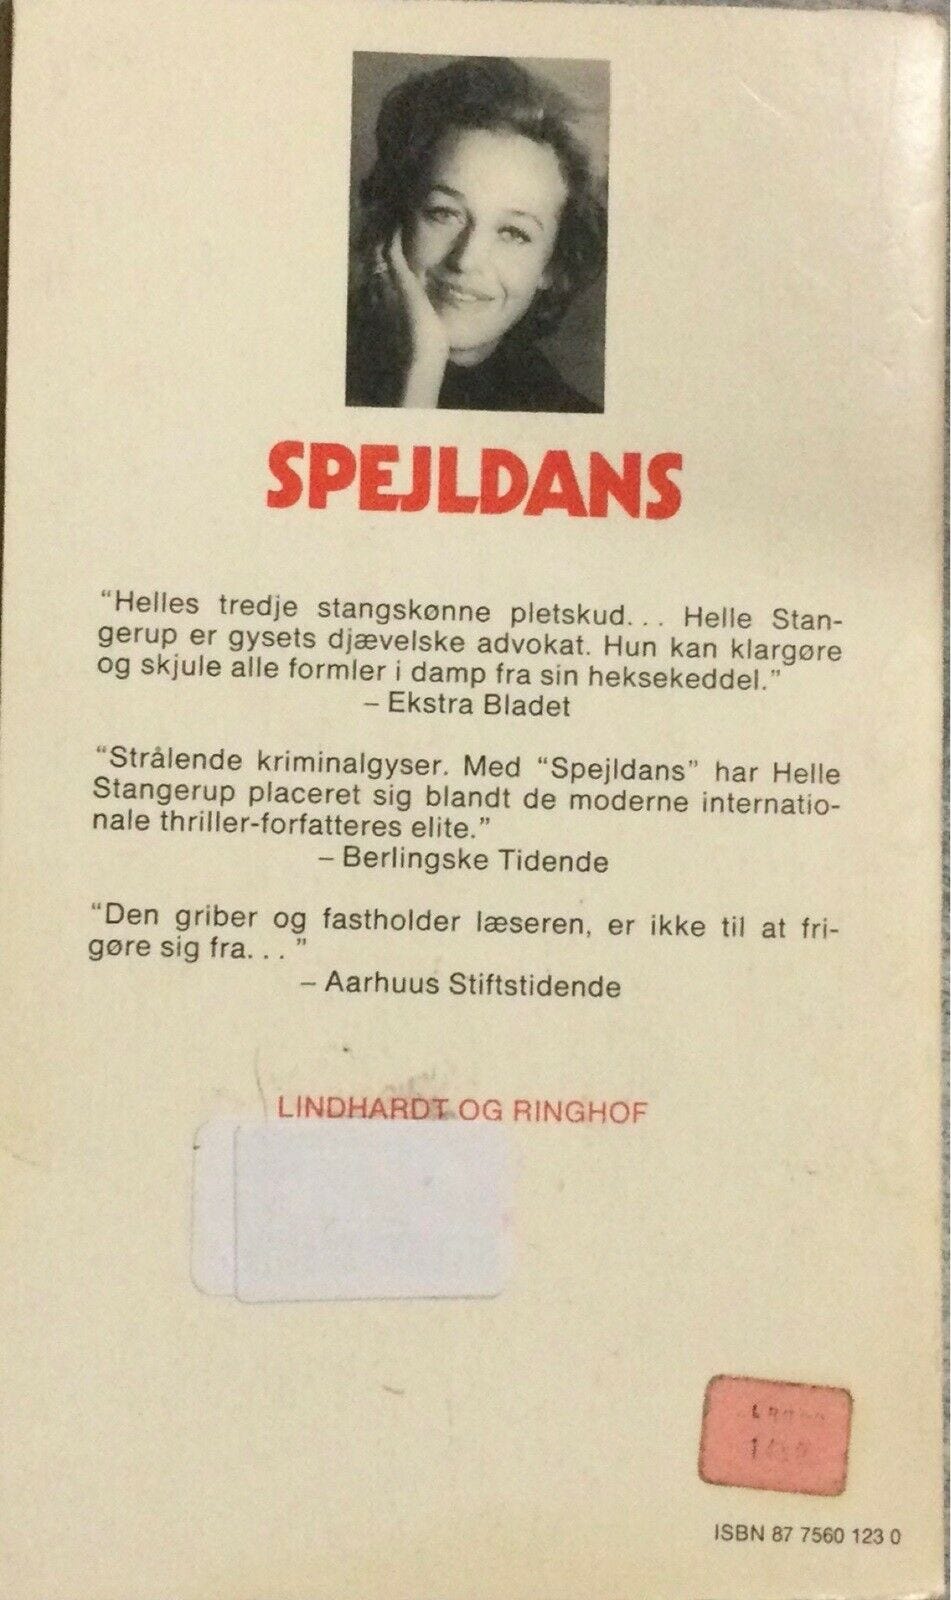 SPEJLDANS
“Helles tredje stangskønne pletskud... Helle Stan-
gerup er gysets djævelske advokat. Hun kan klargøre
og skjule alle formler i damp fra sin heksekeddel.”
– Ekstra Bladet
“Strålende kriminalgyser. Med “Spejldans” har Helle
Stangerup placeret sig blandt de moderne internatio-
nale thriller-forfatteres elite.”
– Berlingske Tidende
“Den griber og fastholder læseren, er ikke til at fri-
gøre sig fra...”
– Aarhuus Stiftstidende
LINDHARDT OG RINGHOF
ISBN 87 7560 123 0